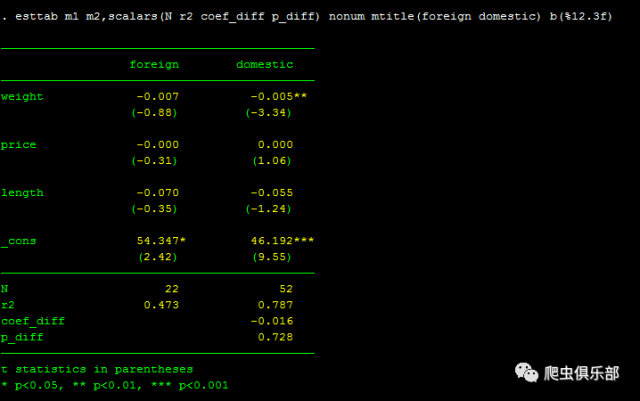 . esttab m1 m2,scalars(N r2 coef_diff p_diff) nonum mtitle(foreign domestic) b(%12.3f)
foreign domestic
weight -0.007 -0.005**
(-0.88) (-3.34)
price -0.000 0.000
(-0.31) (1.06)
length -0.070 -0.055
(-0.35) (-1.24)
_cons 54.347* 46.192***
(2.42) (9.55)
N 22 52
r2 0.473 0.787
coef_diff -0.016
p_diff 0.728
t statistics in parentheses
* p<0.05, ** p<0.01, *** p<0.001
爬虫俱乐部